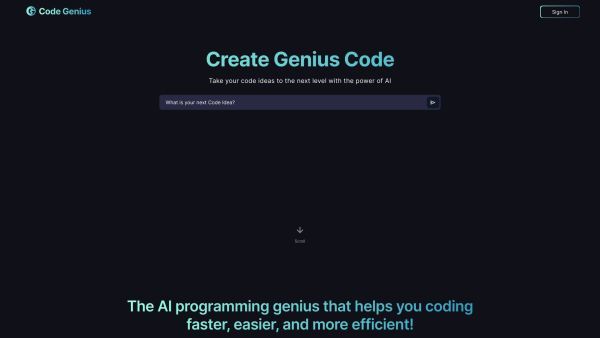 Code Genius
Sign In
Create Genius Code
Take your code ideas to the next level with the power of AI
What is your next Code Idea?
Scroll
The AI programming genius that helps you coding
faster, easier, and more efficient!